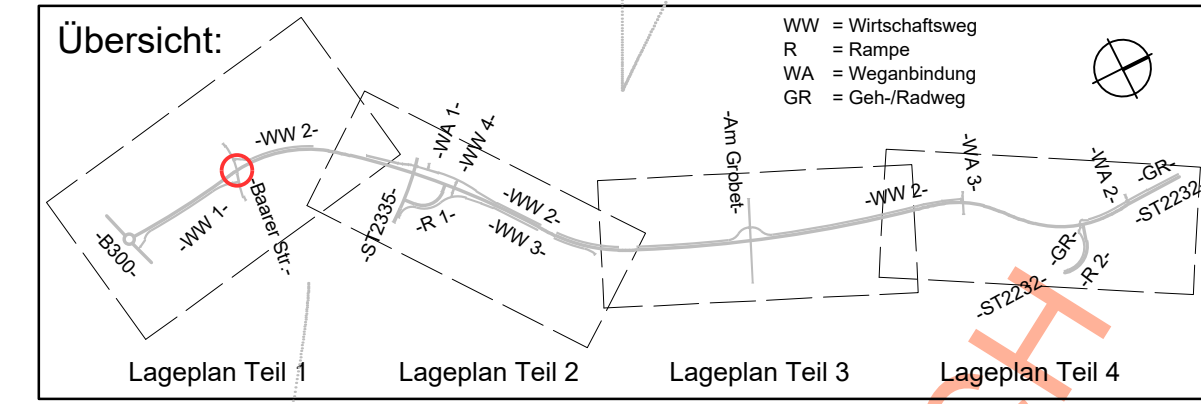 Übersicht:
WW = Wirtschaftsweg
R = Rampe
WA = Weganbindung
GR = Geh-/Radweg
-B300-
-WW 1-
-Baarer Str.-
-WW 2-
-ST2335-
-R 1-
-WA 1-
-WW 4-
-WW 2-
-WW 3-
-Am Grobet-
-WW 2-
-WA 3-
-WA 2-
-GR-
-ST2232-
-GR-
-R 2-
-ST2232-
Lageplan Teil 1
Lageplan Teil 2
Lageplan Teil 3
Lageplan Teil 4
CH